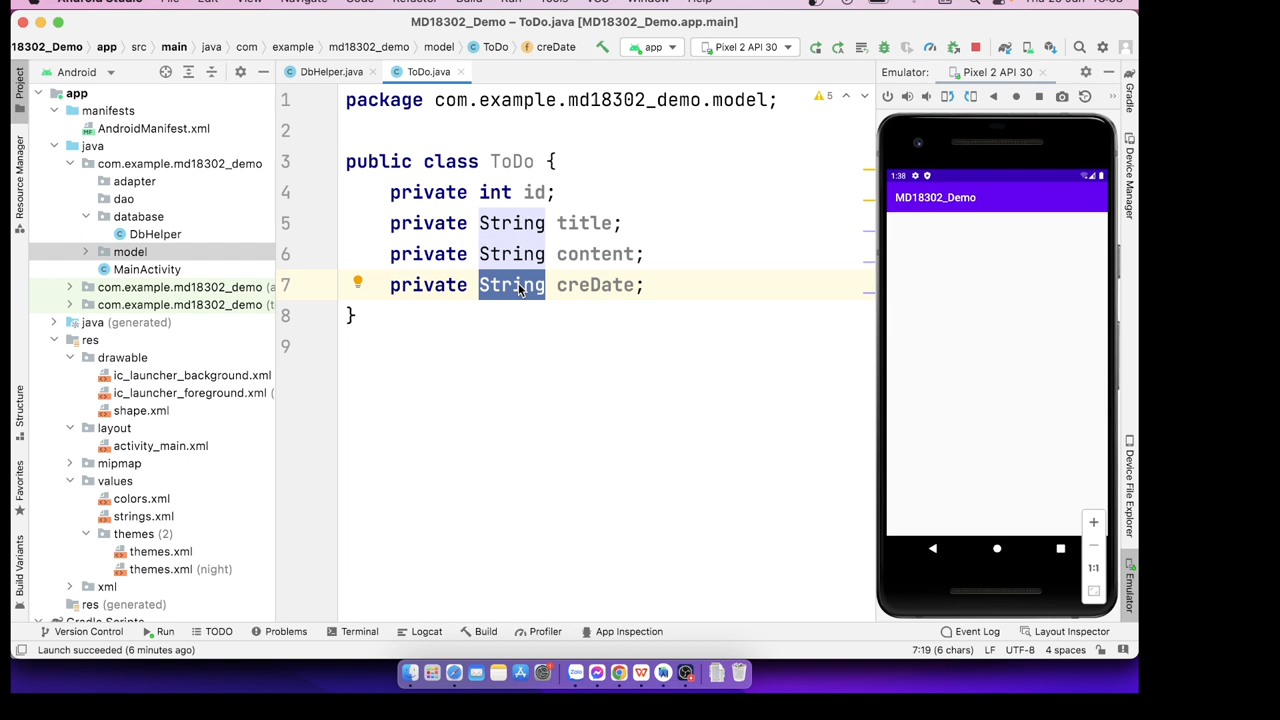 MD18302_Demo – ToDo.java [MD18302_Demo.app.main]
18302_Demo app src main java com example md18302_demo model ToDo creDate app Pixel 2 API 30
Android
DbHelper.java
ToDo.java
Emulator: Pixel 2 API 30
Project
Resource Manager
Structure
Favorites
Build Variants
app
manifests
AndroidManifest.xml
java
com.example.md18302_demo
adapter
dao
database
DbHelper
model
MainActivity
com.example.md18302_demo (a
com.example.md18302_demo (t
java (generated)
res
drawable
ic_launcher_background.xml
ic_launcher_foreground.xml (
shape.xml
layout
activity_main.xml
mipmap
values
colors.xml
strings.xml
themes (2)
themes.xml
themes.xml (night)
xml
res (generated)
1 package com.example.md18302_demo.model;
2
3 public class ToDo {
4 private int id;
5 private String title;
6 private String content;
7 private String creDate;
8 }
9
5
1:38
MD18302_Demo
1:1
Gradle
Device Manager
Device File Explorer
Emulator
Version Control Run TODO Problems Terminal Logcat Build Profiler App Inspection Event Log Layout Inspector
Launch succeeded (6 minutes ago) 7:19 (6 chars) LF UTF-8 4 spaces